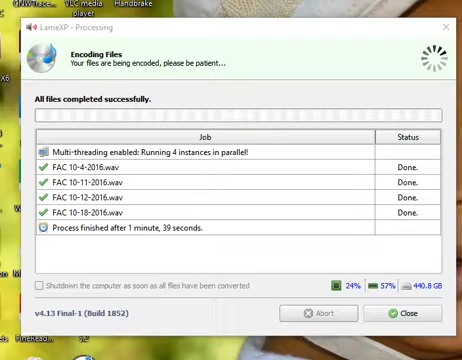 VLC media
Handbrake
player
X6
LameXP - Processing
Encoding Files
Your files are being encoded, please be patient...
All files completed successfully.
Job Status
Multi-threading enabled: Running 4 instances in parallel!
FAC 10-4-2016.wav Done.
FAC 10-11-2016.wav Done.
FAC 10-12-2016.wav Done.
FAC 10-18-2016.wav Done.
Process finished after 1 minute, 39 seconds.
Shutdown the computer as soon as all files have been converted
24% 57% 440.8 GB
v4.13 Final-1 (Build 1852)
Abort Close